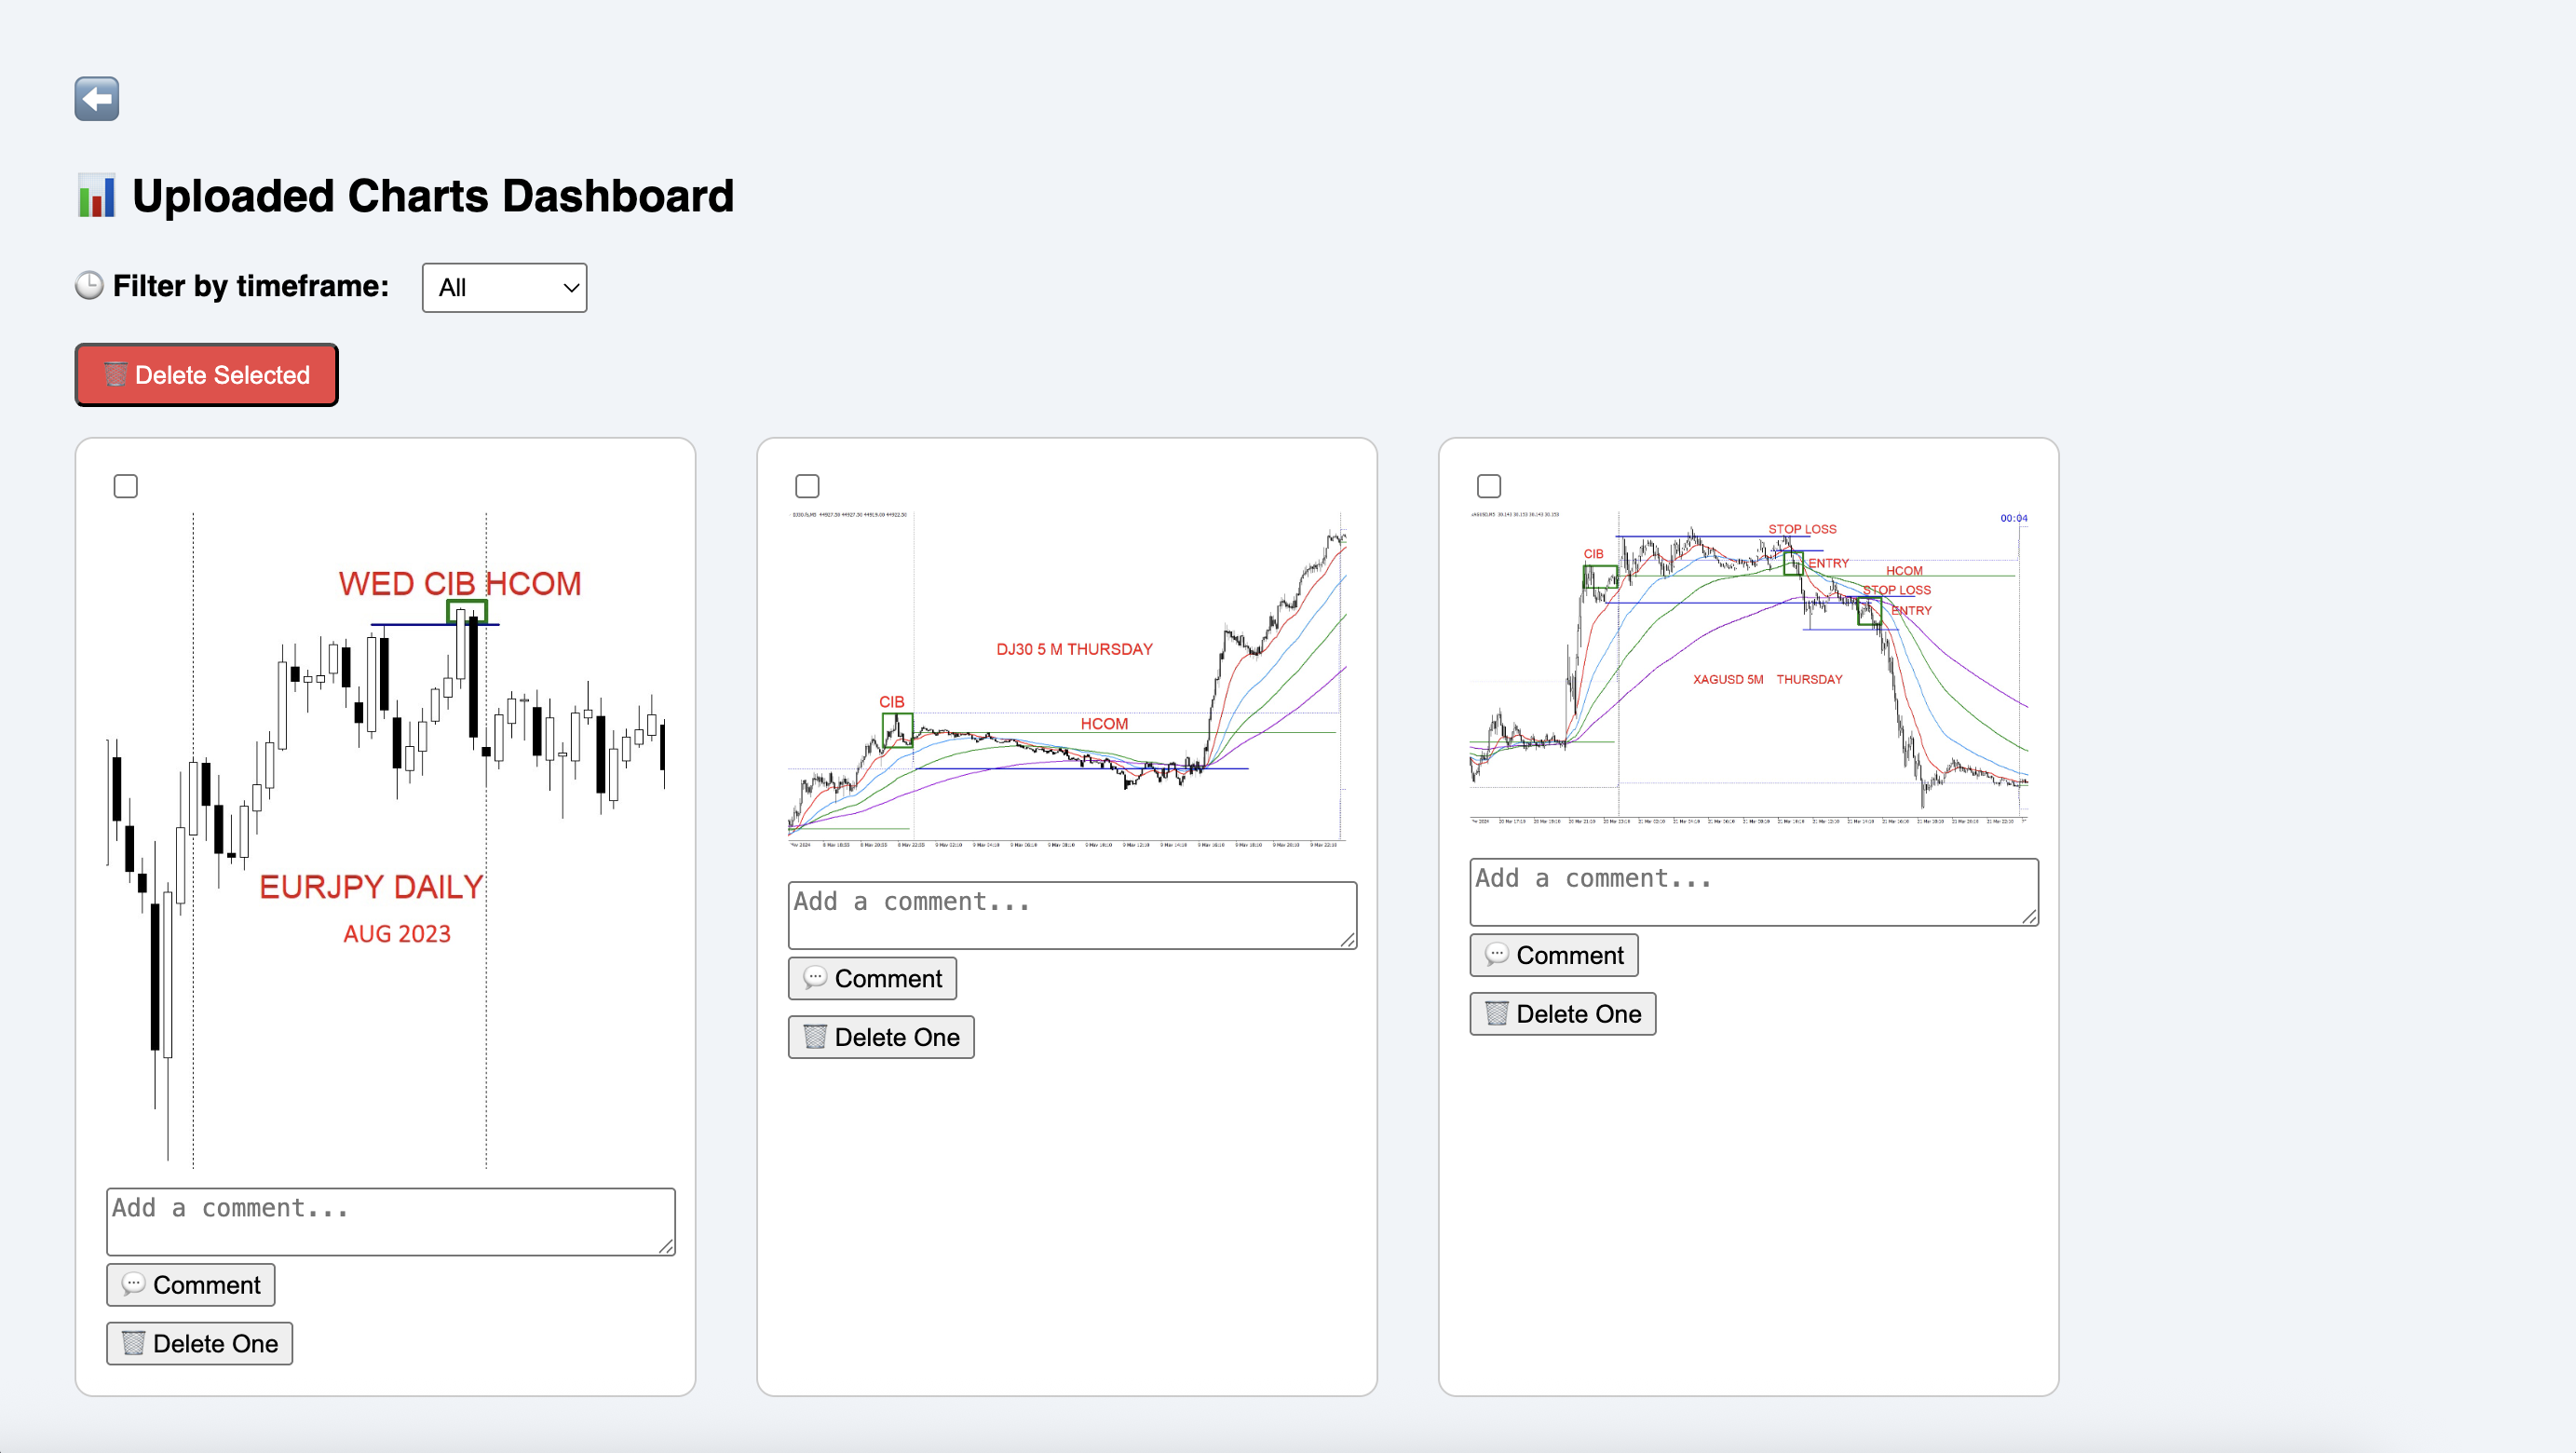 Uploaded Charts Dashboard
Filter by timeframe: All
Delete Selected
WED CIB HCOM
EURJPY DAILY
AUG 2023
Add a comment...
Comment
Delete One
DJ30 5 M THURSDAY
CIB
HCOM
Add a comment...
Comment
Delete One
00:04
STOP LOSS
CIB
ENTRY
HCOM
STOP LOSS
ENTRY
XAGUSD 5M THURSDAY
Add a comment...
Comment
Delete One